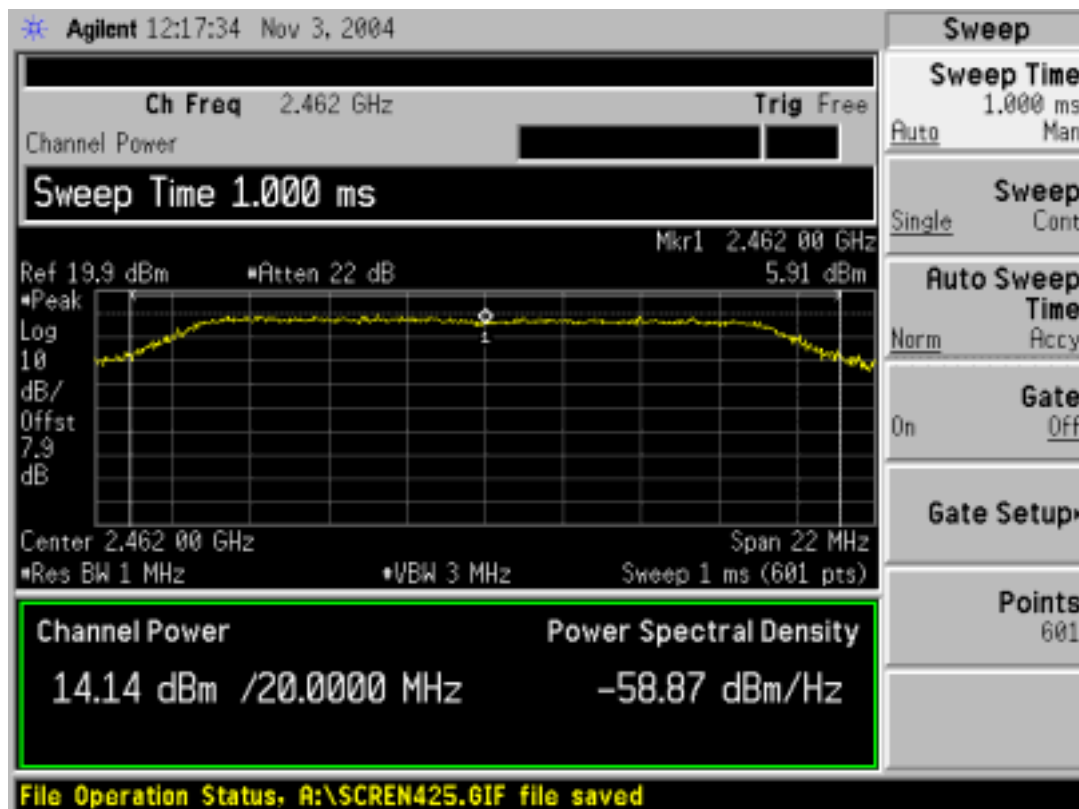 Agilent 12:17:34 Nov 3, 2004
Sweep
Ch Freq 2.462 GHz Trig Free
Channel Power
Sweep Time 1.000 ms
Mkr1 2.462 00 GHz
Ref 19.9 dBm #Atten 22 dB 5.91 dBm
#Peak
Log
10
dB/
Offst
7.9
dB
1
Center 2.462 00 GHz Span 22 MHz
#Res BW 1 MHz #VBW 3 MHz Sweep 1 ms (601 pts)
Channel Power Power Spectral Density
14.14 dBm /20.0000 MHz -58.87 dBm/Hz
File Operation Status, A:\SCREN425.GIF file saved
Sweep Time
1.000 ms
Auto Man
Sweep
Single Cont
Auto Sweep
Time
Norm Accy
Gate
On Off
Gate Setup
Points
601